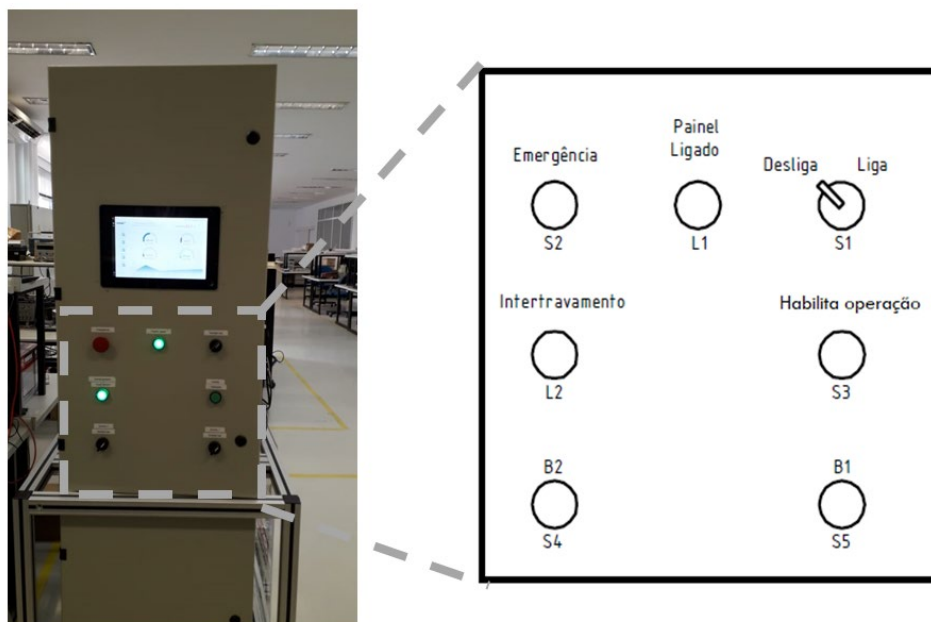 Painel
Ligado
Emergência
Desliga
Liga
S2
L1
S1
Intertravamento
Habilita operação
L2
S3
B2
B1
S4
S5